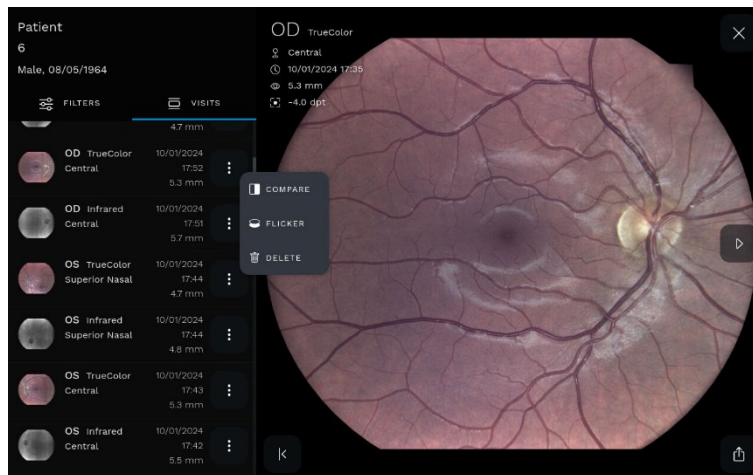 Patient
6
Male, 08/05/1964
FILTERS
VISITS
4.7 mm
OD TrueColor 10/01/2024
Central 17:52
5.3 mm
OD Infrared 10/01/2024
Central 17:51
5.7 mm
OS TrueColor 10/01/2024
Superior Nasal 17:44
4.7 mm
OS Infrared 10/01/2024
Superior Nasal 17:44
4.8 mm
OS TrueColor 10/01/2024
Central 17:43
5.3 mm
OS Infrared 10/01/2024
Central 17:42
5.5 mm
COMPARE
FLICKER
DELETE
OD TrueColor
Central
10/01/2024 17:35
5.3 mm
-4.0 dpt